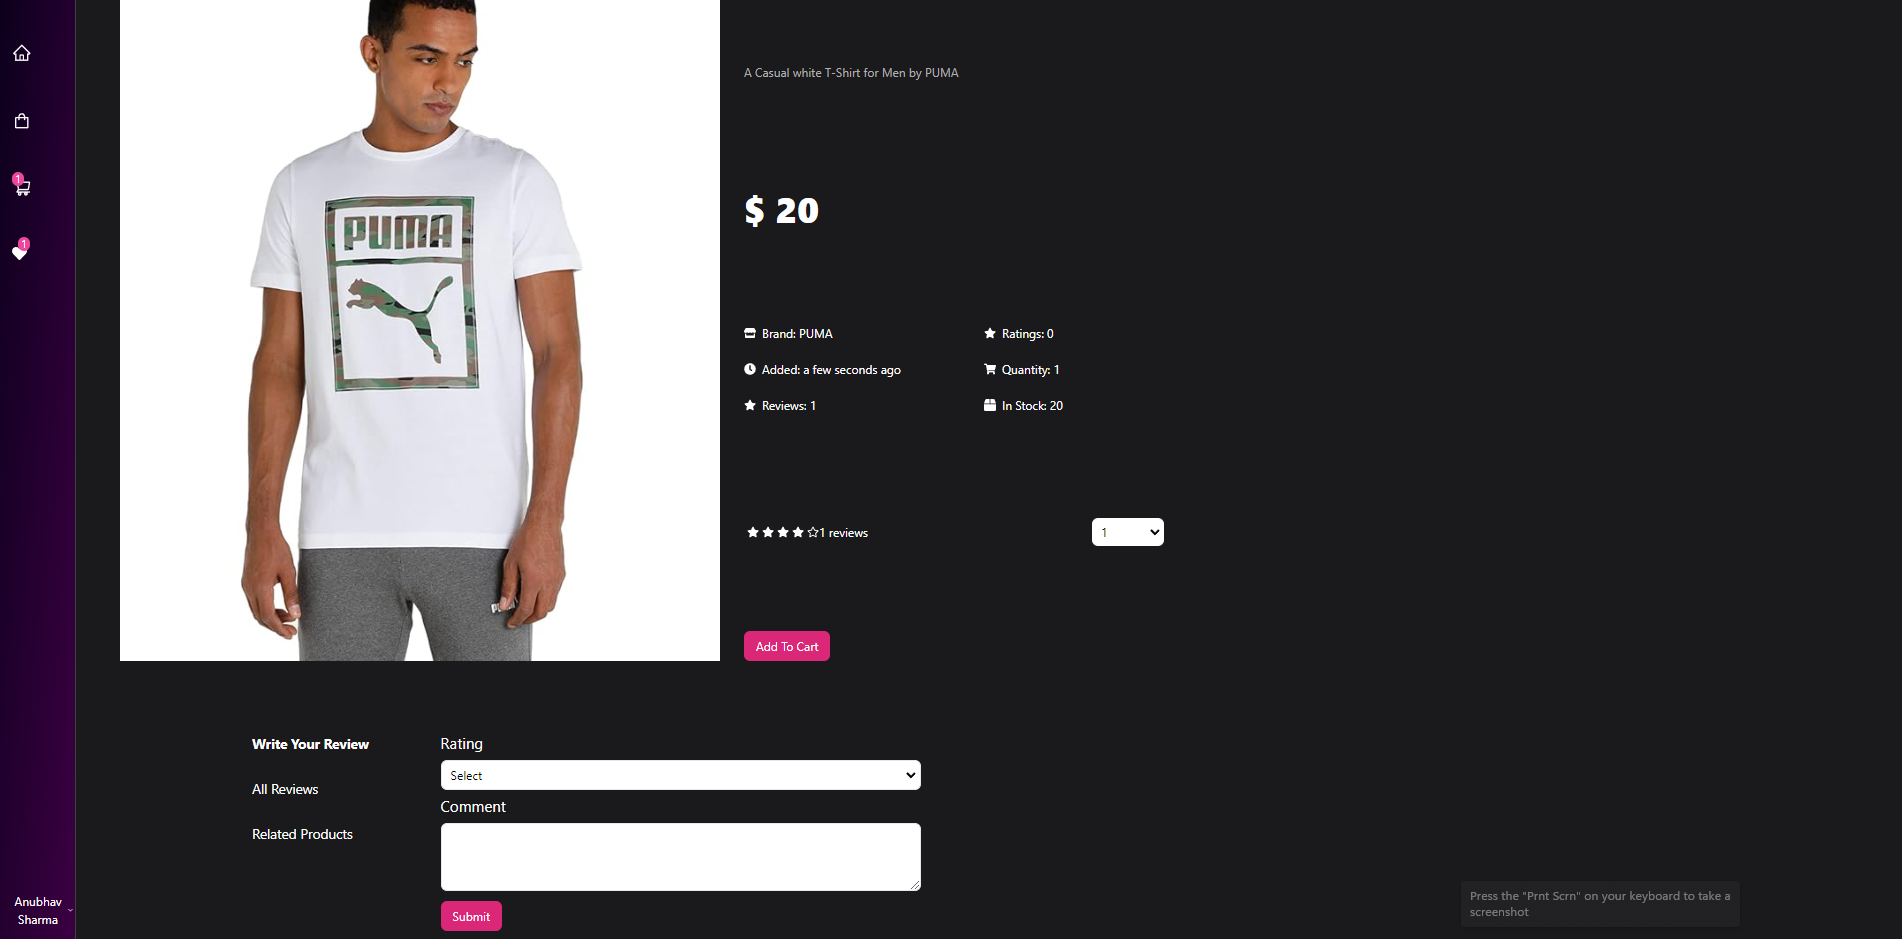 A Casual white T-Shirt for Men by PUMA
1
1
PUMA
PUMA
$ 20
Brand: PUMA
Ratings: 0
Added: a few seconds ago
Quantity: 1
Reviews: 1
In Stock: 20
1 reviews
1
Add To Cart
Write Your Review
All Reviews
Related Products
Rating
Select
Comment
Submit
Anubhav
Sharma
Press the "Prnt Scrn" on your keyboard to take a
screenshot